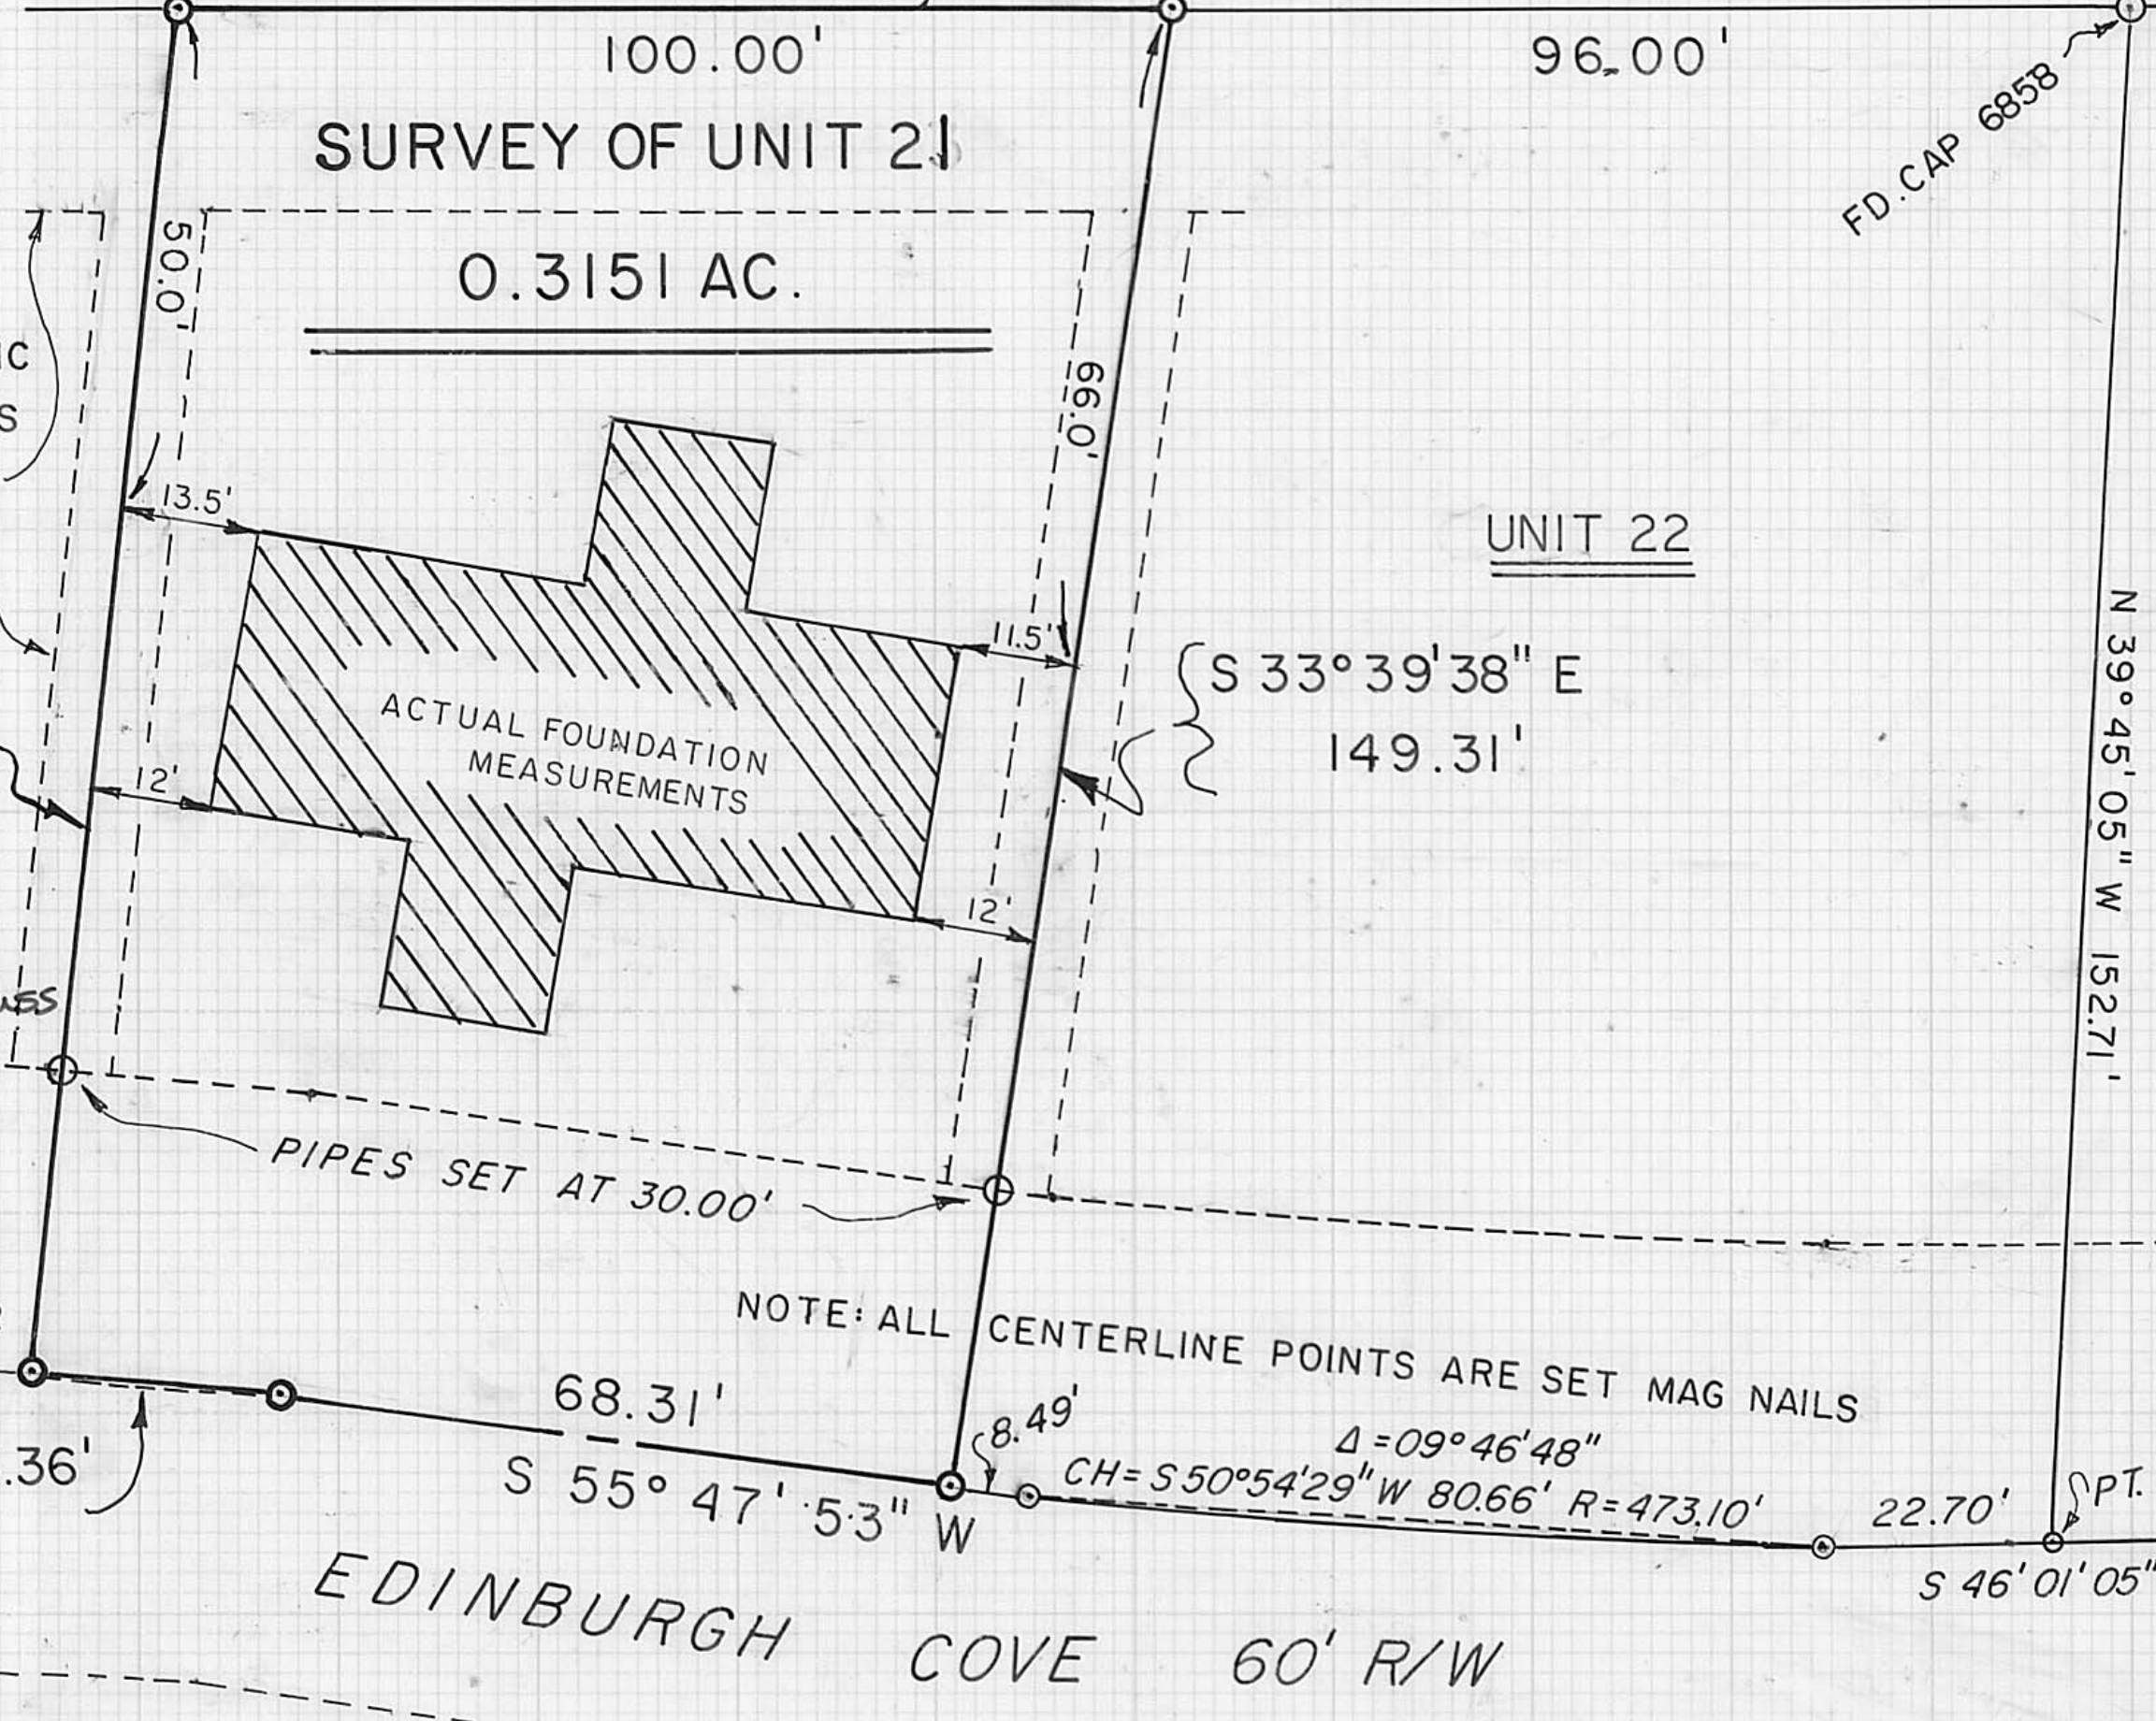 100.00'
96.00'
FD. CAP 6858
SURVEY OF UNIT 21
50.0'
0.3151 AC.
IC
S
66.0'
13.5'
UNIT 22
11.5'
S 33° 39' 38" E
149.31'
N 39° 45' 05" W 152.71'
ACTUAL FOUNDATION
MEASUREMENTS
12'
12'
PIPES SET AT 30.00'
NOTE: ALL CENTERLINE POINTS ARE SET MAG NAILS
68.31'
8.49'
Δ = 09° 46' 48"
CH = S 50° 54' 29" W 80.66' R = 473.10'
22.70'
PT.
.36'
S 55° 47' 53" W
S 46' 01' 05"
EDINBURGH COVE 60' R/W